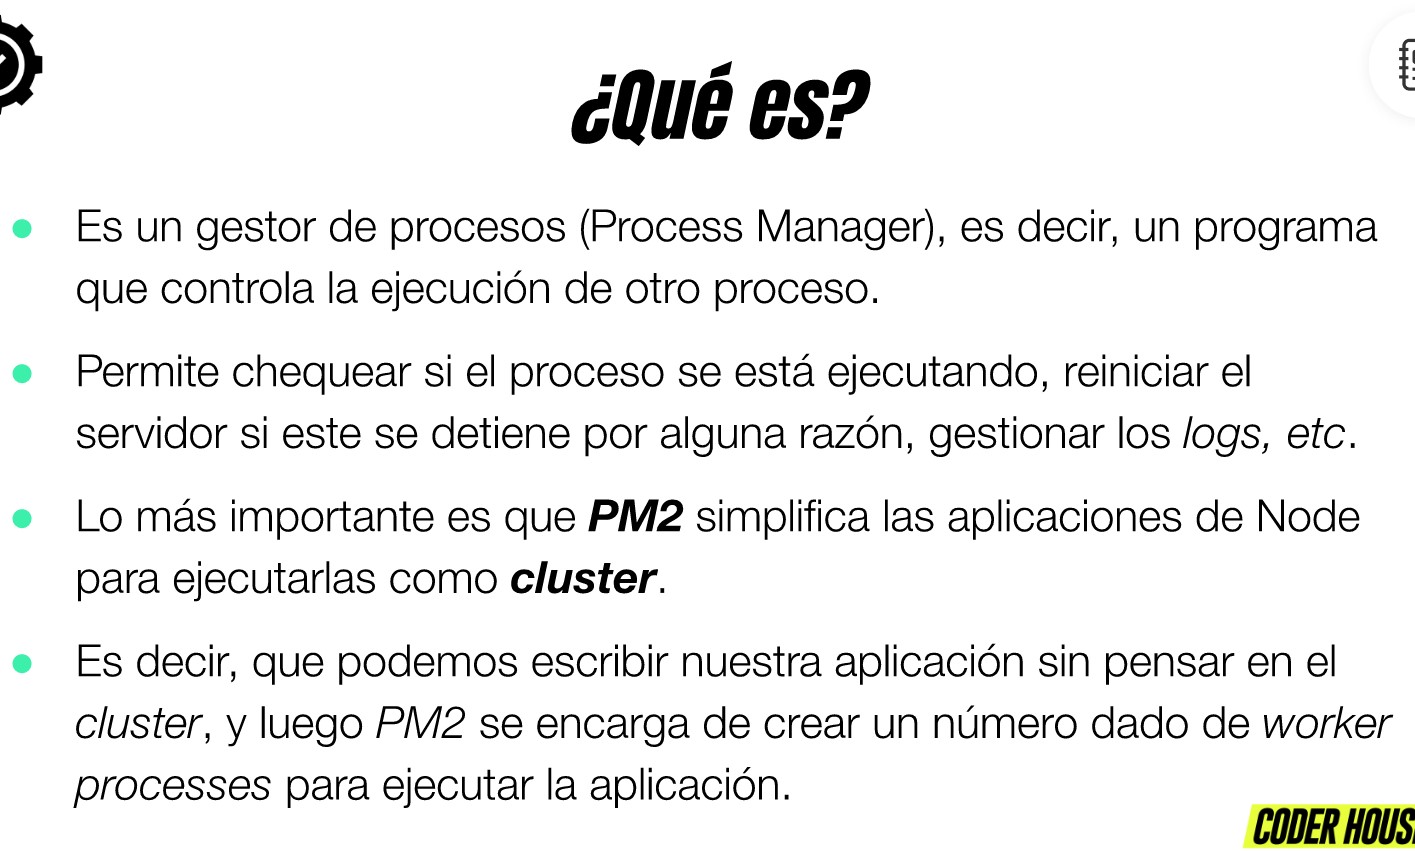 ¿Qué es?
Es un gestor de procesos (Process Manager), es decir, un programa
que controla la ejecución de otro proceso.
Permite chequear si el proceso se está ejecutando, reiniciar el
servidor si este se detiene por alguna razón, gestionar los logs, etc.
Lo más importante es que PM2 simplifica las aplicaciones de Node
para ejecutarlas como cluster.
Es decir, que podemos escribir nuestra aplicación sin pensar en el
cluster, y luego PM2 se encarga de crear un número dado de worker
processes para ejecutar la aplicación.
CODER HOUS